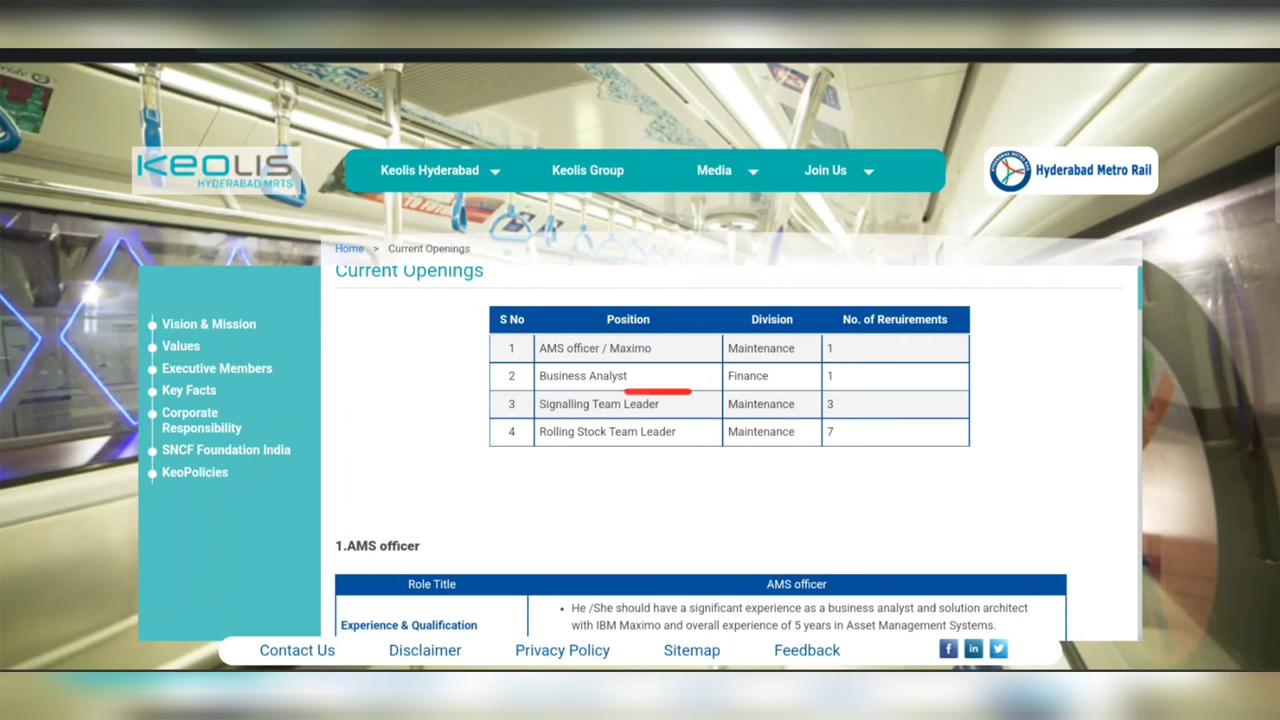 KEOLIS
HYDERABAD MRTS
Keolis Hyderabad
Keolis Group
Media
Join Us
Hyderabad Metro Rail
Home > Current Openings
Current Openings
Vision & Mission
Values
Executive Members
Key Facts
Corporate
Responsibility
SNCF Foundation India
KeoPolicies
S No Position Division No. of Reruirements
1 AMS officer / Maximo Maintenance 1
2 Business Analyst Finance 1
3 Signalling Team Leader Maintenance 3
4 Rolling Stock Team Leader Maintenance 7
1.AMS officer
Role Title AMS officer
Experience & Qualification
• He /She should have a significant experience as a business analyst and solution architect
with IBM Maximo and overall experience of 5 years in Asset Management Systems.
Contact Us Disclaimer Privacy Policy Sitemap Feedback